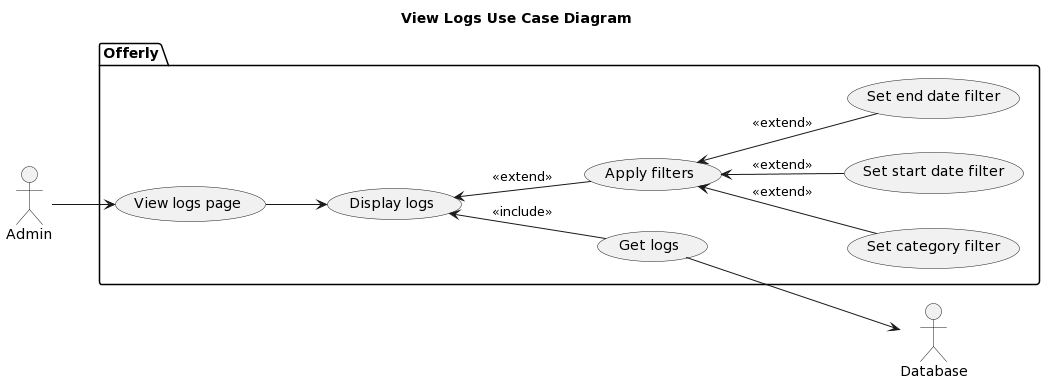 View Logs Use Case Diagram
Offerly
Set end date filter
«extend»
Set start date filter
«extend»
Apply filters
«extend»
«extend»
Set category filter
View logs page
Display logs
«include»
Get logs
Admin
Database